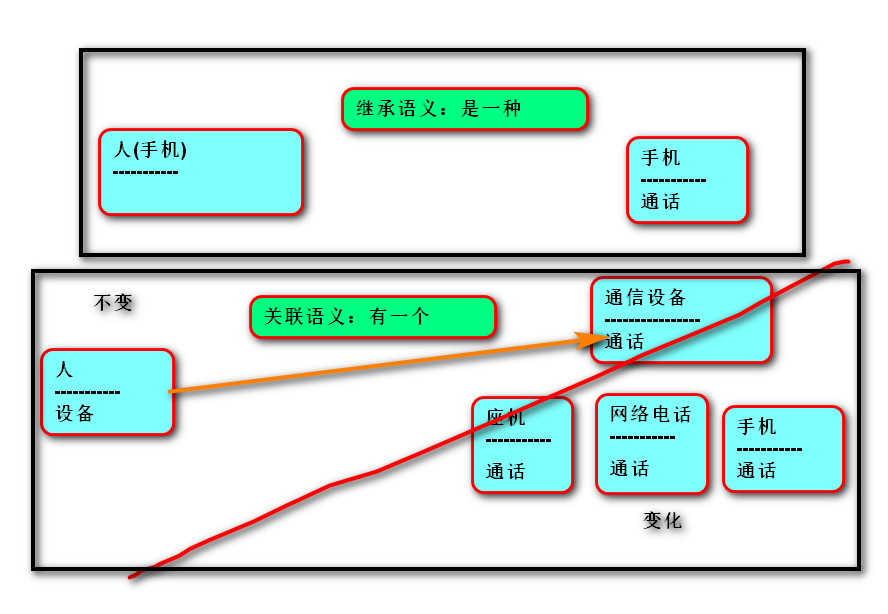 继承语义：是一种
人(手机)
-----------
手机
-----------
通话
不变
关联语义：有一个
通信设备
----------------
通话
人
-----------
设备
座机
-----------
通话
网络电话
-----------
通话
手机
-----------
通话
变化